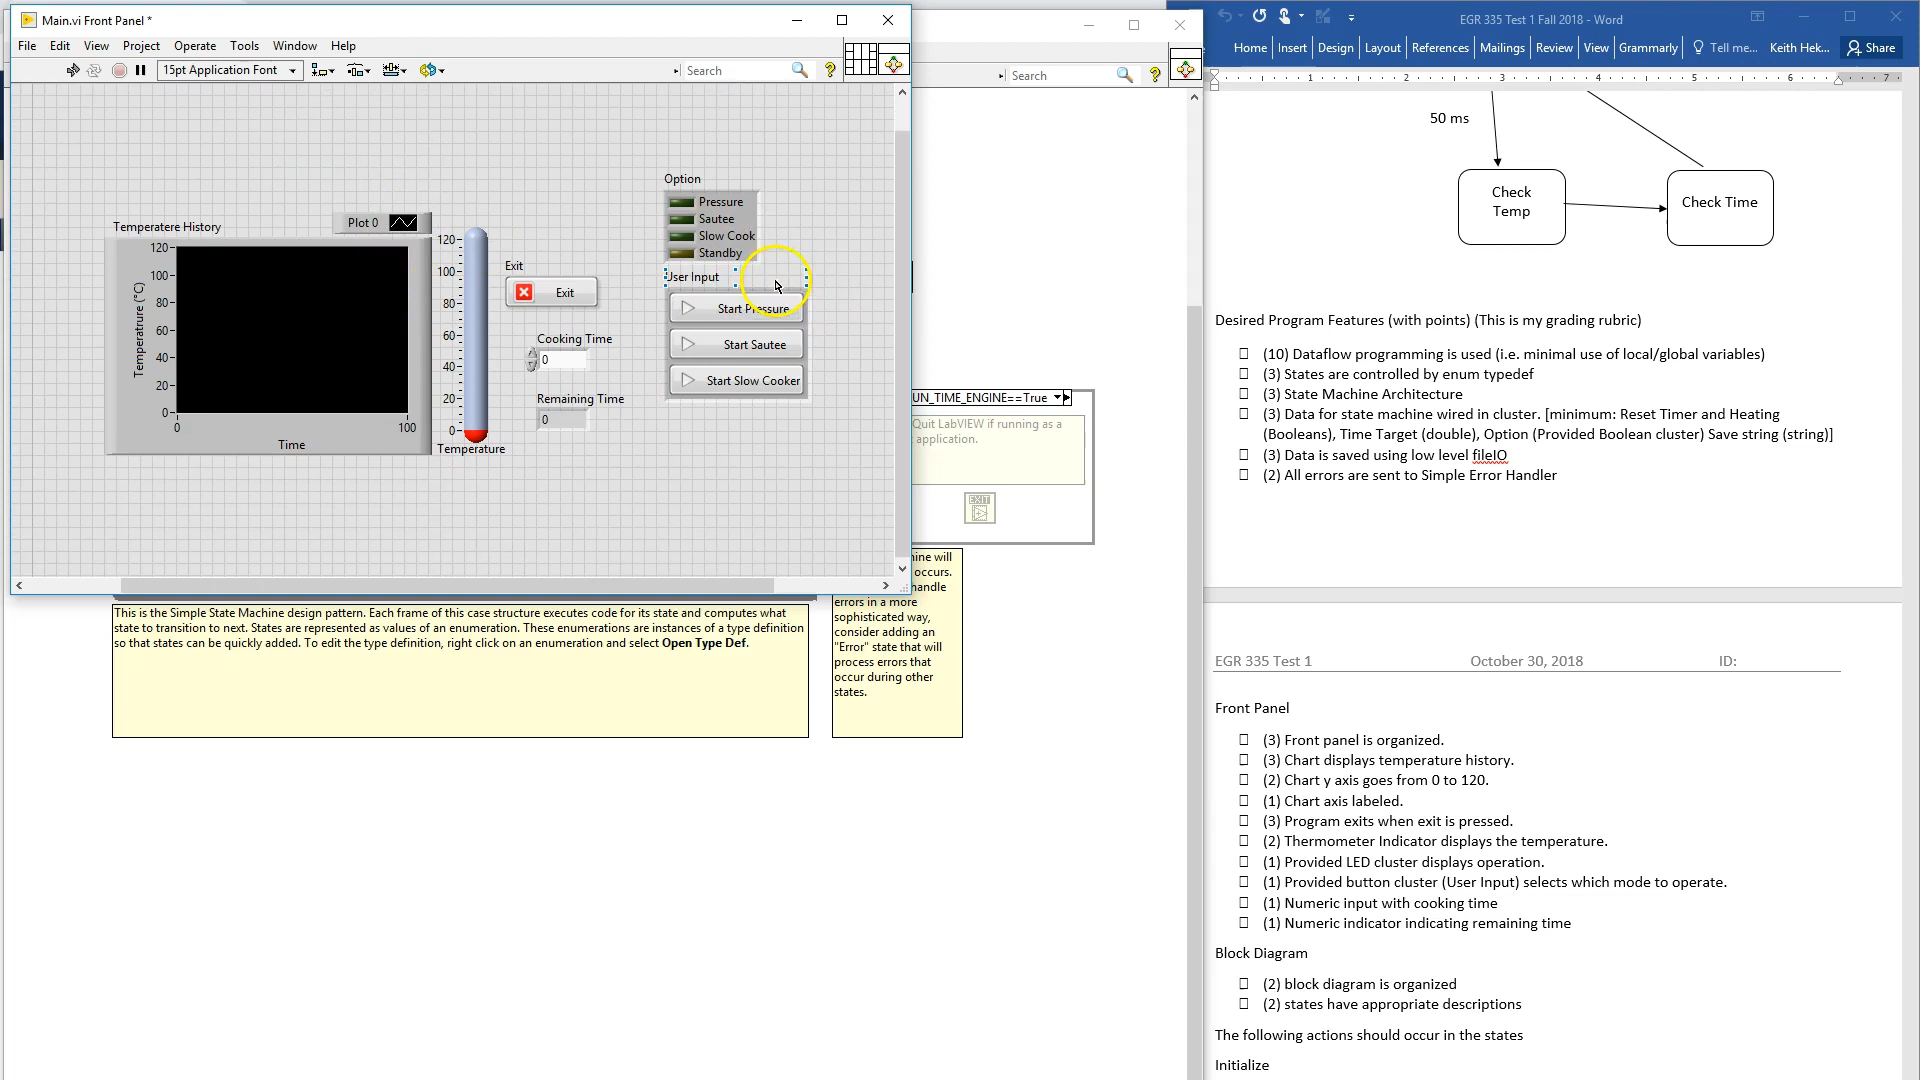 Main.vi Front Panel *
File Edit View Project Operate Tools Window Help
15pt Application Font
Search
Option
Pressure
Sautee
Slow Cook
Standby
Temperatere History
Plot 0
120
100
80
60
40
20
0
Temperatrure (°C)
0
100
Time
120
100
80
60
40
20
0
Temperature
Exit
Exit
Cooking Time
0
Remaining Time
0
User Input
Start Pressure
Start Sautee
Start Slow Cooker
Search
UN_TIME_ENGINE==True
Quit LabVIEW if running as a
application.
EXIT
ine will
occurs.
handle
errors in a more
sophisticated way,
consider adding an
"Error" state that will
process errors that
occur during other
states.
This is the Simple State Machine design pattern. Each frame of this case structure executes code for its state and computes what
state to transition to next. States are represented as values of an enumeration. These enumerations are instances of a type definition
so that states can be quickly added. To edit the type definition, right click on an enumeration and select Open Type Def.
EGR 335 Test 1 Fall 2018 - Word
Home Insert Design Layout References Mailings Review View Grammarly Tell me... Keith Hek... Share
1 2 3 4 5 6 7
50 ms
Check
Temp
Check Time
Desired Program Features (with points) (This is my grading rubric)
(10) Dataflow programming is used (i.e. minimal use of local/global variables)
(3) States are controlled by enum typedef
(3) State Machine Architecture
(3) Data for state machine wired in cluster. [minimum: Reset Timer and Heating
(Booleans), Time Target (double), Option (Provided Boolean cluster) Save string (string)]
(3) Data is saved using low level fileIO
(2) All errors are sent to Simple Error Handler
EGR 335 Test 1 October 30, 2018 ID:
Front Panel
(3) Front panel is organized.
(3) Chart displays temperature history.
(2) Chart y axis goes from 0 to 120.
(1) Chart axis labeled.
(3) Program exits when exit is pressed.
(2) Thermometer Indicator displays the temperature.
(1) Provided LED cluster displays operation.
(1) Provided button cluster (User Input) selects which mode to operate.
(1) Numeric input with cooking time
(1) Numeric indicator indicating remaining time
Block Diagram
(2) block diagram is organized
(2) states have appropriate descriptions
The following actions should occur in the states
Initialize